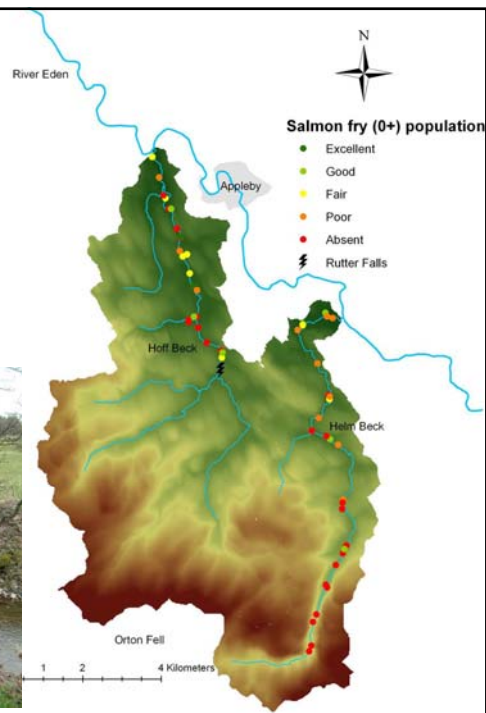 River Eden
N
Salmon fry (0+) population
Excellent
Good
Fair
Poor
Absent
Rutter Falls
Appleby
Hoff Beck
Helm Beck
Orton Fell
1 2 4 Kilometers